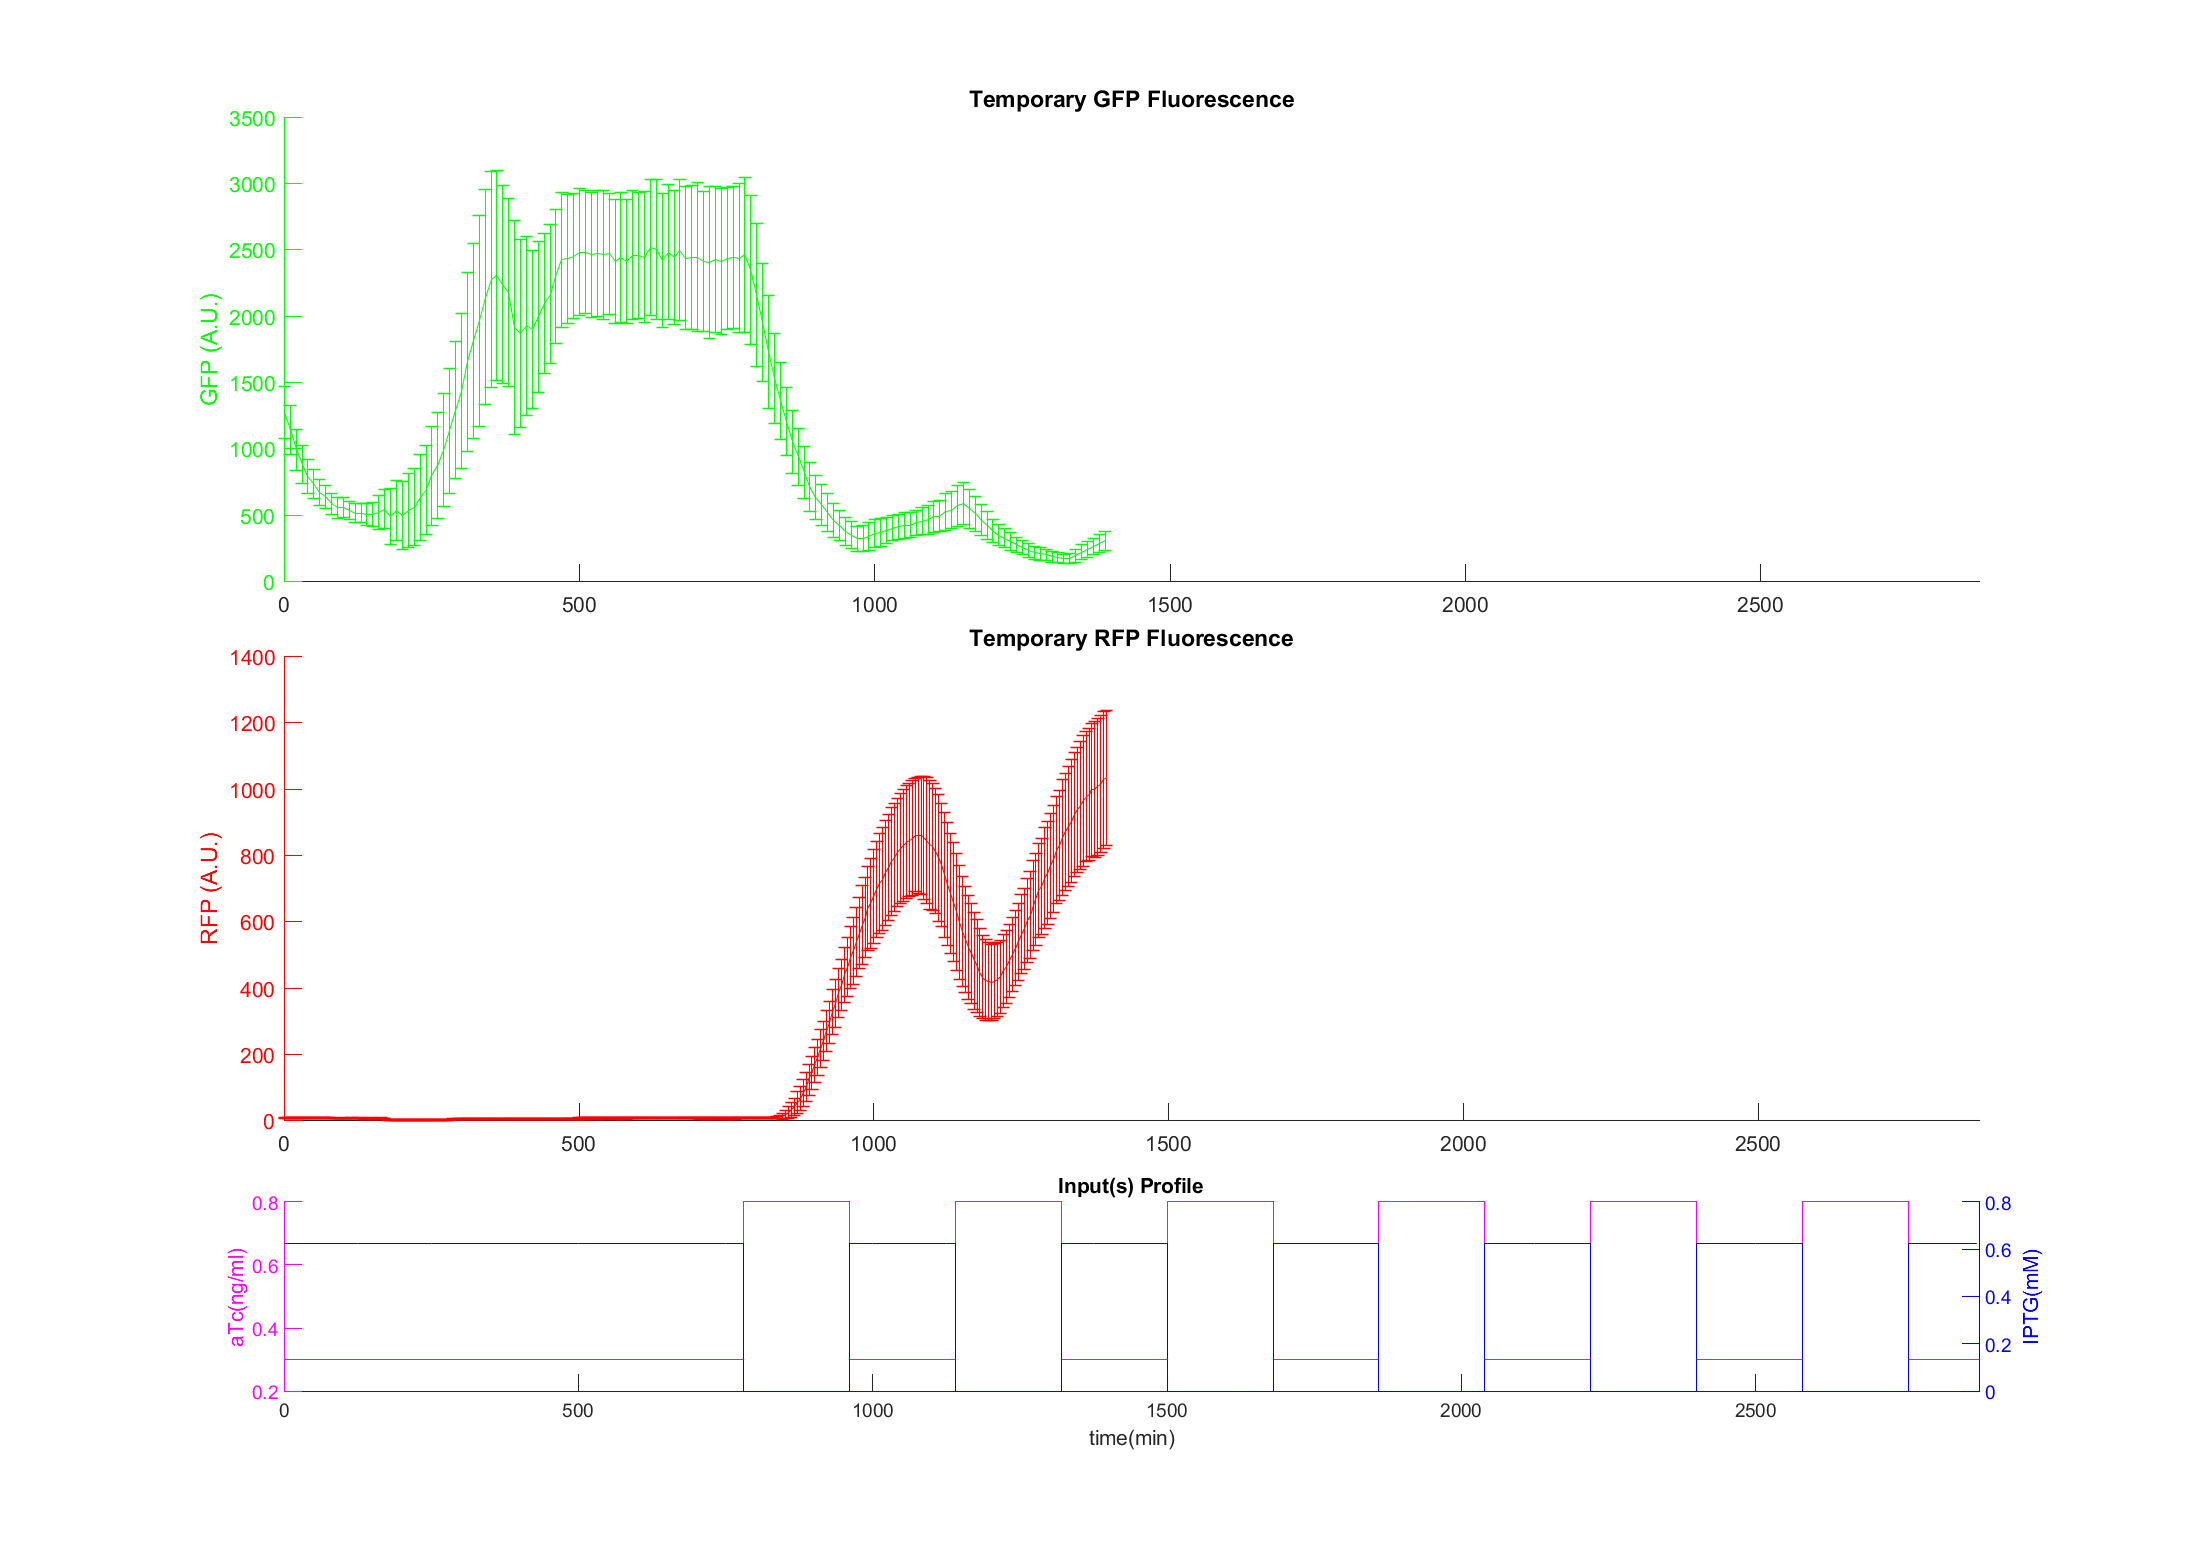 Temporary GFP Fluorescence
3500
3000
2500
2000
1500
1000
500
0
GFP (A.U.)
0 500 1000 1500 2000 2500
Temporary RFP Fluorescence
1400
1200
1000
800
600
400
200
0
RFP (A.U.)
0 500 1000 1500 2000 2500
Input(s) Profile
0.8
0.6
0.4
0.2
aTc(ng/ml)
0.8
0.6
0.4
0.2
0
IPTG(mM)
0 500 1000 1500 2000 2500
time(min)